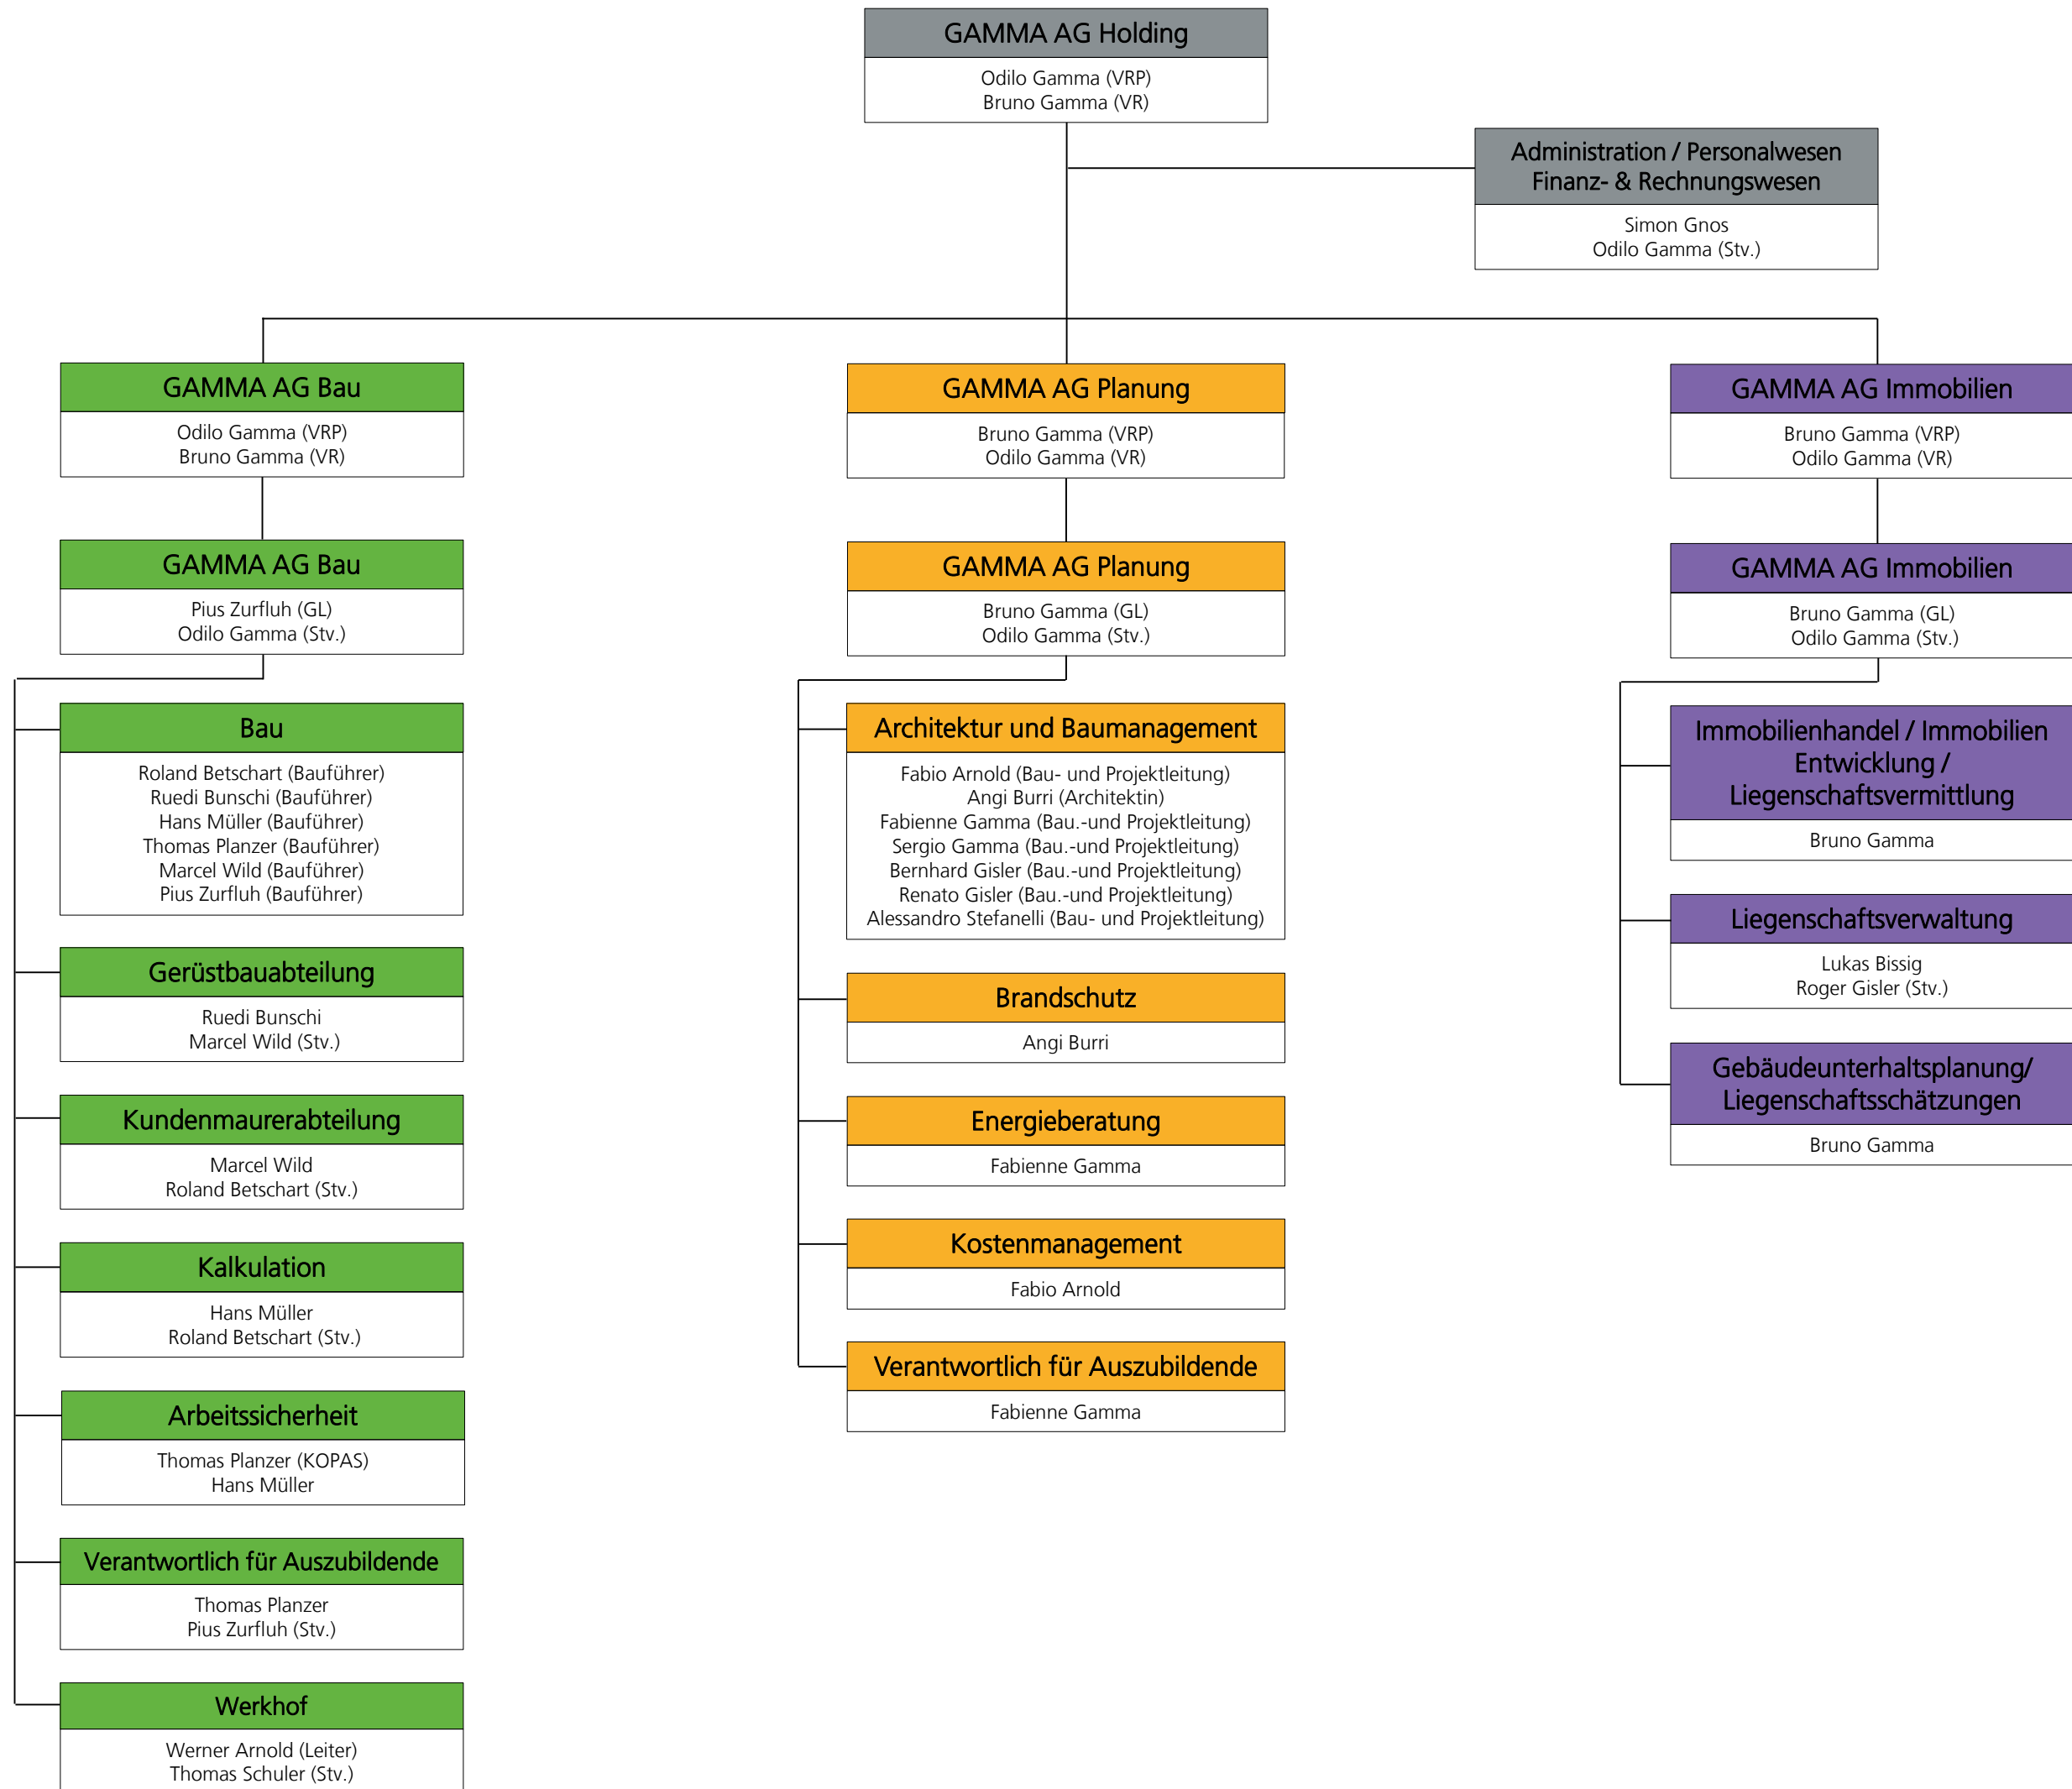 GAMMA AG Holding
Odilo Gamma (VRP)
Bruno Gamma (VR)
Administration / Personalwesen
Finanz- & Rechnungswesen
Simon Gnos
Odilo Gamma (Stv.)
GAMMA AG Bau
Odilo Gamma (VRP)
Bruno Gamma (VR)
GAMMA AG Bau
Pius Zurfluh (GL)
Odilo Gamma (Stv.)
Bau
Roland Betschart (Bauführer)
Ruedi Bunschi (Bauführer)
Hans Müller (Bauführer)
Thomas Planzer (Bauführer)
Marcel Wild (Bauführer)
Pius Zurfluh (Bauführer)
Gerüstbauabteilung
Ruedi Bunschi
Marcel Wild (Stv.)
Kundenmaurerabteilung
Marcel Wild
Roland Betschart (Stv.)
Kalkulation
Hans Müller
Roland Betschart (Stv.)
Arbeitssicherheit
Thomas Planzer (KOPAS)
Hans Müller
Verantwortlich für Auszubildende
Thomas Planzer
Pius Zurfluh (Stv.)
Werkhof
Werner Arnold (Leiter)
Thomas Schuler (Stv.)
GAMMA AG Planung
Bruno Gamma (VRP)
Odilo Gamma (VR)
GAMMA AG Planung
Bruno Gamma (GL)
Odilo Gamma (Stv.)
Architektur und Baumanagement
Fabio Arnold (Bau- und Projektleitung)
Angi Burri (Architektin)
Fabienne Gamma (Bau.-und Projektleitung)
Sergio Gamma (Bau.-und Projektleitung)
Bernhard Gisler (Bau.-und Projektleitung)
Renato Gisler (Bau.-und Projektleitung)
Alessandro Stefanelli (Bau- und Projektleitung)
Brandschutz
Angi Burri
Energieberatung
Fabienne Gamma
Kostenmanagement
Fabio Arnold
Verantwortlich für Auszubildende
Fabienne Gamma
GAMMA AG Immobilien
Bruno Gamma (VRP)
Odilo Gamma (VR)
GAMMA AG Immobilien
Bruno Gamma (GL)
Odilo Gamma (Stv.)
Immobilienhandel / Immobilien
Entwicklung /
Liegenschaftsvermittlung
Bruno Gamma
Liegenschaftsverwaltung
Lukas Bissig
Roger Gisler (Stv.)
Gebäudeunterhaltsplanung/
Liegenschaftsschätzungen
Bruno Gamma